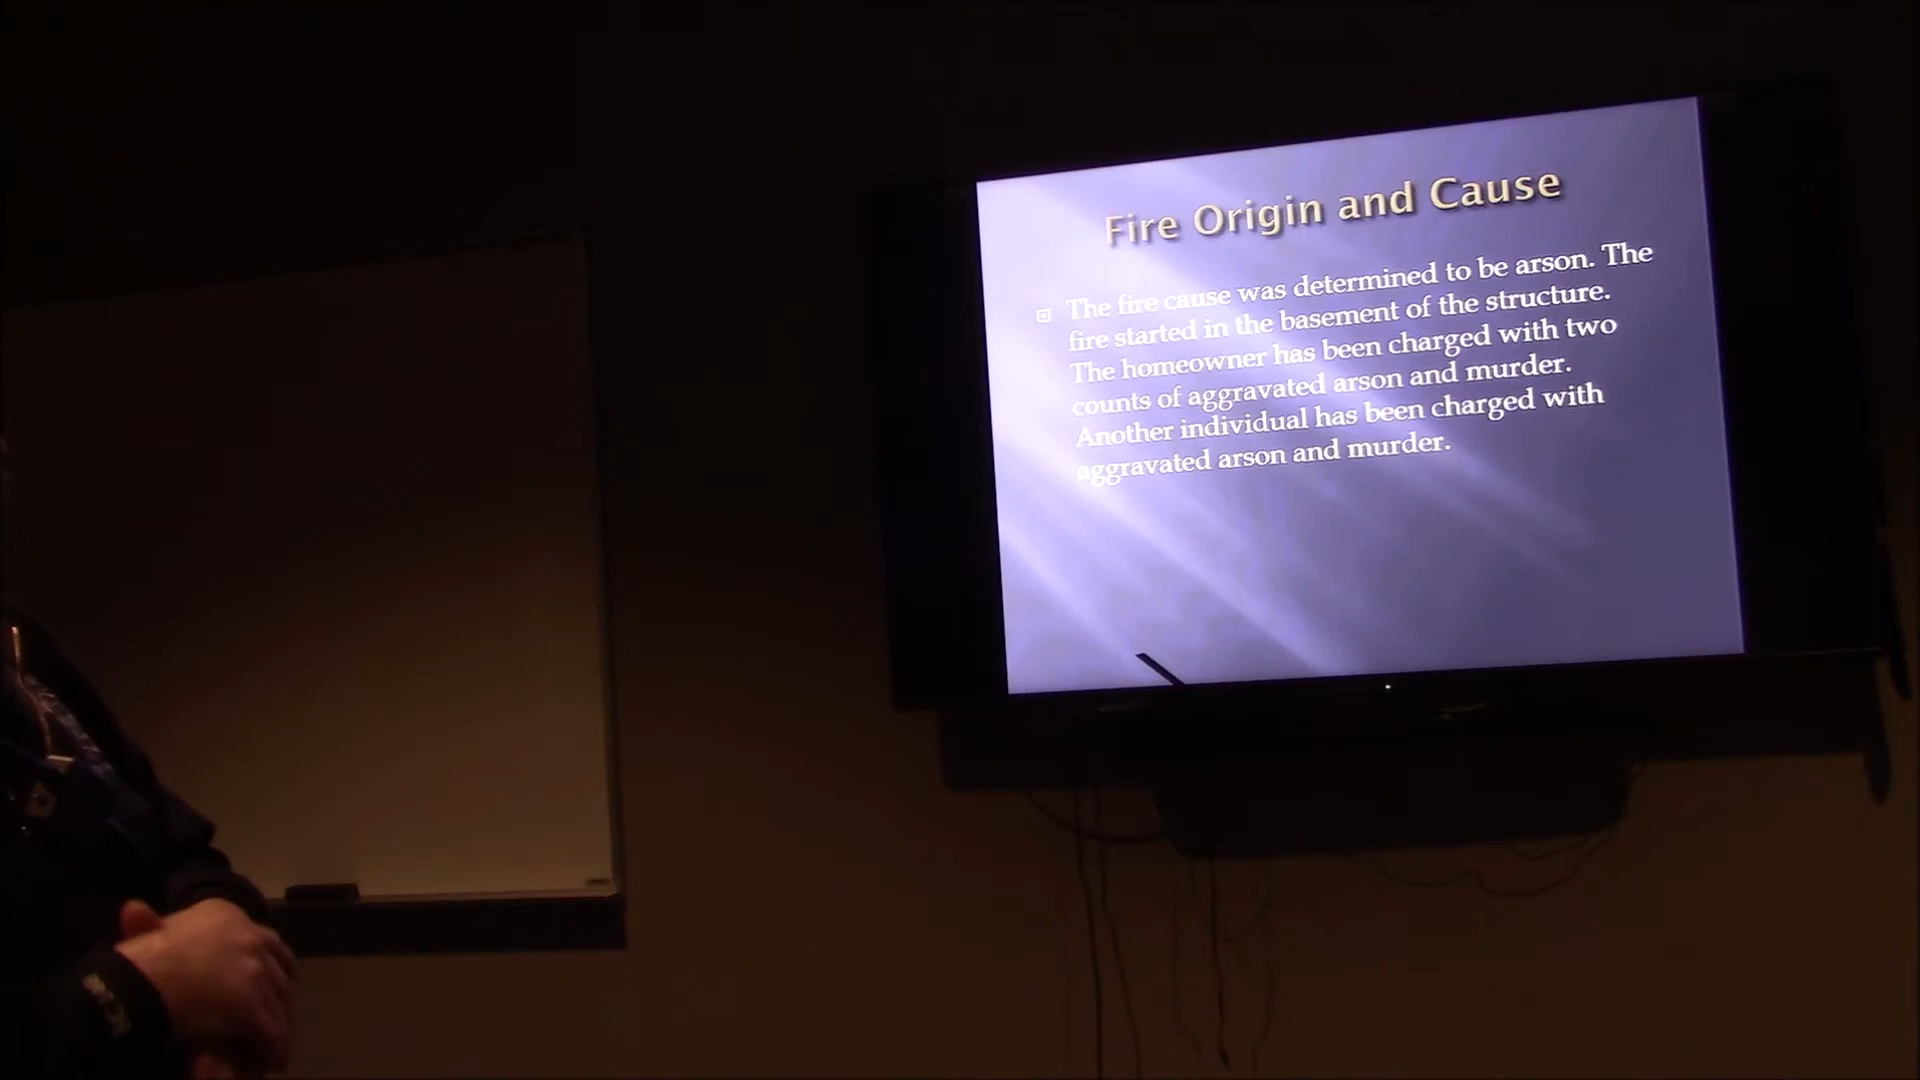 Fire Origin and Cause
The fire cause was determined to be arson. The
fire started in the basement of the structure.
The homeowner has been charged with two
counts of aggravated arson and murder.
Another individual has been charged with
aggravated arson and murder.